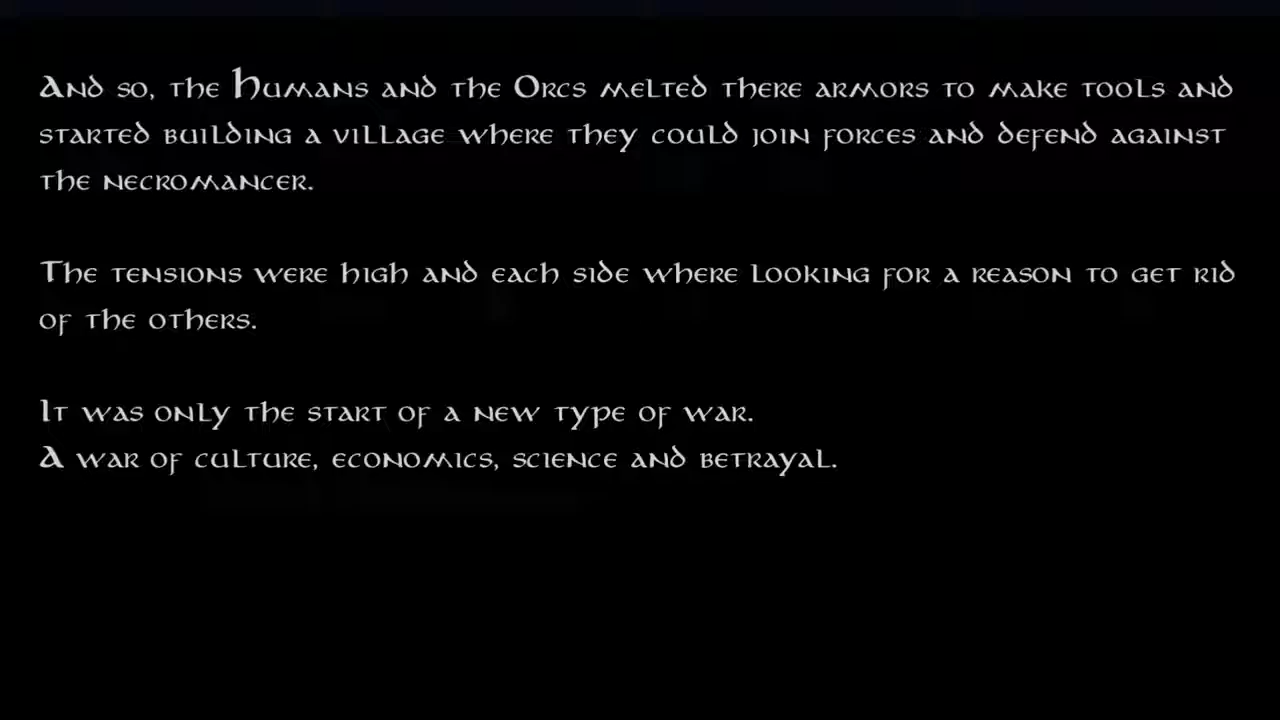 And so, the Humans and the Orcs melted there armors to make tools and
started building a village where they could join forces and defend against
the necromancer.
The tensions were high and each side where looking for a reason to get rid
of the others.
It was only the start of a new type of war.
A war of culture, economics, science and betrayal.